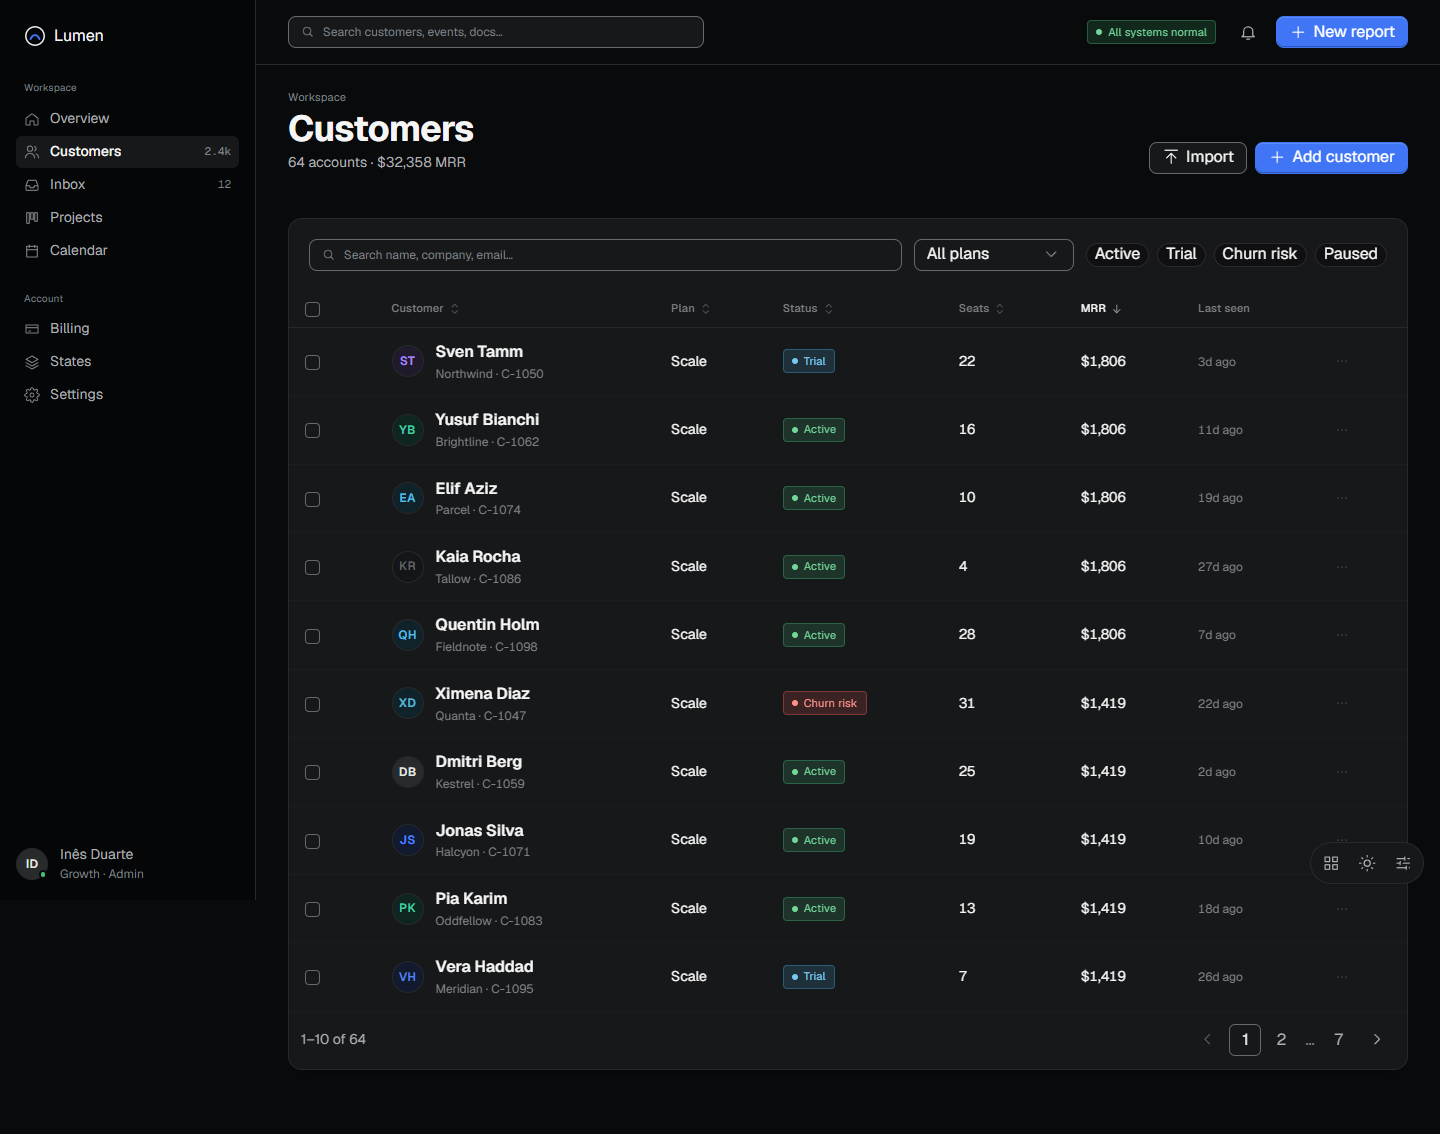 Lumen
Search customers, events, docs...
All systems normal
New report
Workspace
Overview
Customers 2.4k
Inbox 12
Projects
Calendar
Account
Billing
States
Settings
Inês Duarte
Growth · Admin
ID
Workspace
Customers
64 accounts · $32,358 MRR
Import
Add customer
Search name, company, email...
All plans
Active
Trial
Churn risk
Paused
Customer Plan Status Seats MRR Last seen
ST Sven Tamm Scale Trial 22 $1,806 3d ago
Northwind · C-1050
YB Yusuf Bianchi Scale Active 16 $1,806 11d ago
Brightline · C-1062
EA Elif Aziz Scale Active 10 $1,806 19d ago
Parcel · C-1074
KR Kaia Rocha Scale Active 4 $1,806 27d ago
Tallow · C-1086
QH Quentin Holm Scale Active 28 $1,806 7d ago
Fieldnote · C-1098
XD Ximena Diaz Scale Churn risk 31 $1,419 22d ago
Quanta · C-1047
DB Dmitri Berg Scale Active 25 $1,419 2d ago
Kestrel · C-1059
JS Jonas Silva Scale Active 19 $1,419 10d ago
Halcyon · C-1071
PK Pia Karim Scale Active 13 $1,419 18d ago
Oddfellow · C-1083
VH Vera Haddad Scale Trial 7 $1,419 26d ago
Meridian · C-1095
1–10 of 64
1 2 ... 7